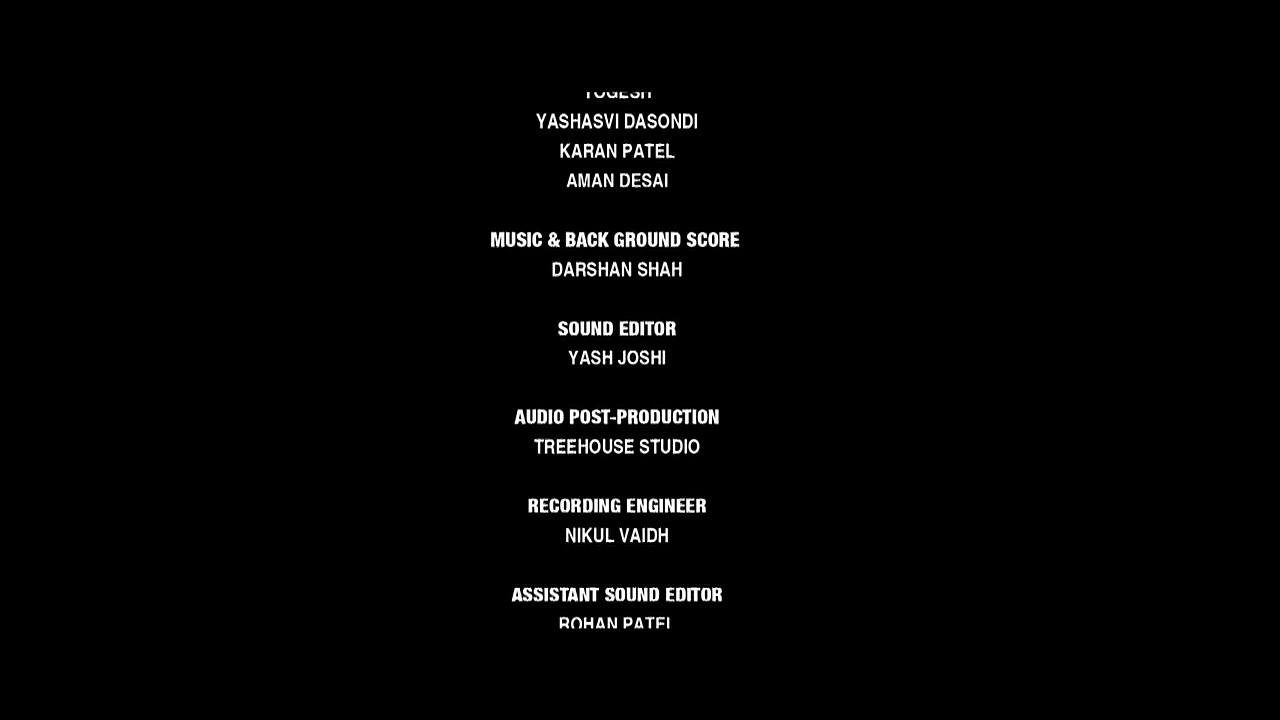 YOGESH
YASHASVI DASONDI
KARAN PATEL
AMAN DESAI
MUSIC & BACK GROUND SCORE
DARSHAN SHAH
SOUND EDITOR
YASH JOSHI
AUDIO POST-PRODUCTION
TREEHOUSE STUDIO
RECORDING ENGINEER
NIKUL VAIDH
ASSISTANT SOUND EDITOR
ROHAN PATEL